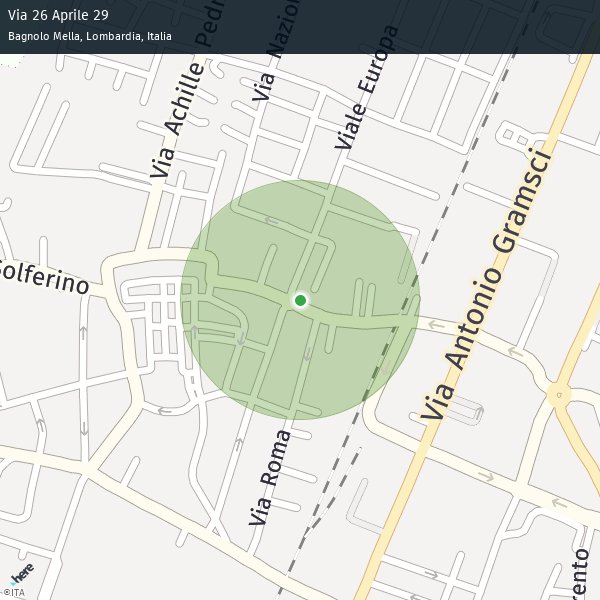 Via 26 Aprile 29
Bagnolo Mella, Lombardia, Italia
Via Achille Pedr
Via Nazion
Viale Europa
Via Antonio Gramsci
Solferino
Via Roma
rento
here
©ITA